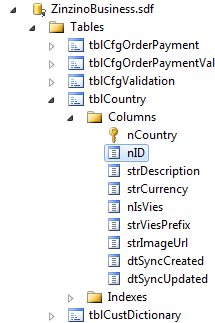 ZinzinoBusiness.sdf
Tables
tblCfgOrderPayment
tblCfgOrderPaymentVal
tblCfgValidation
tblCountry
Columns
nCountry
nID
strDescription
strCurrency
nIsVies
strViesPrefix
strImageUrl
dtSyncCreated
dtSyncUpdated
Indexes
tblCustDictionary